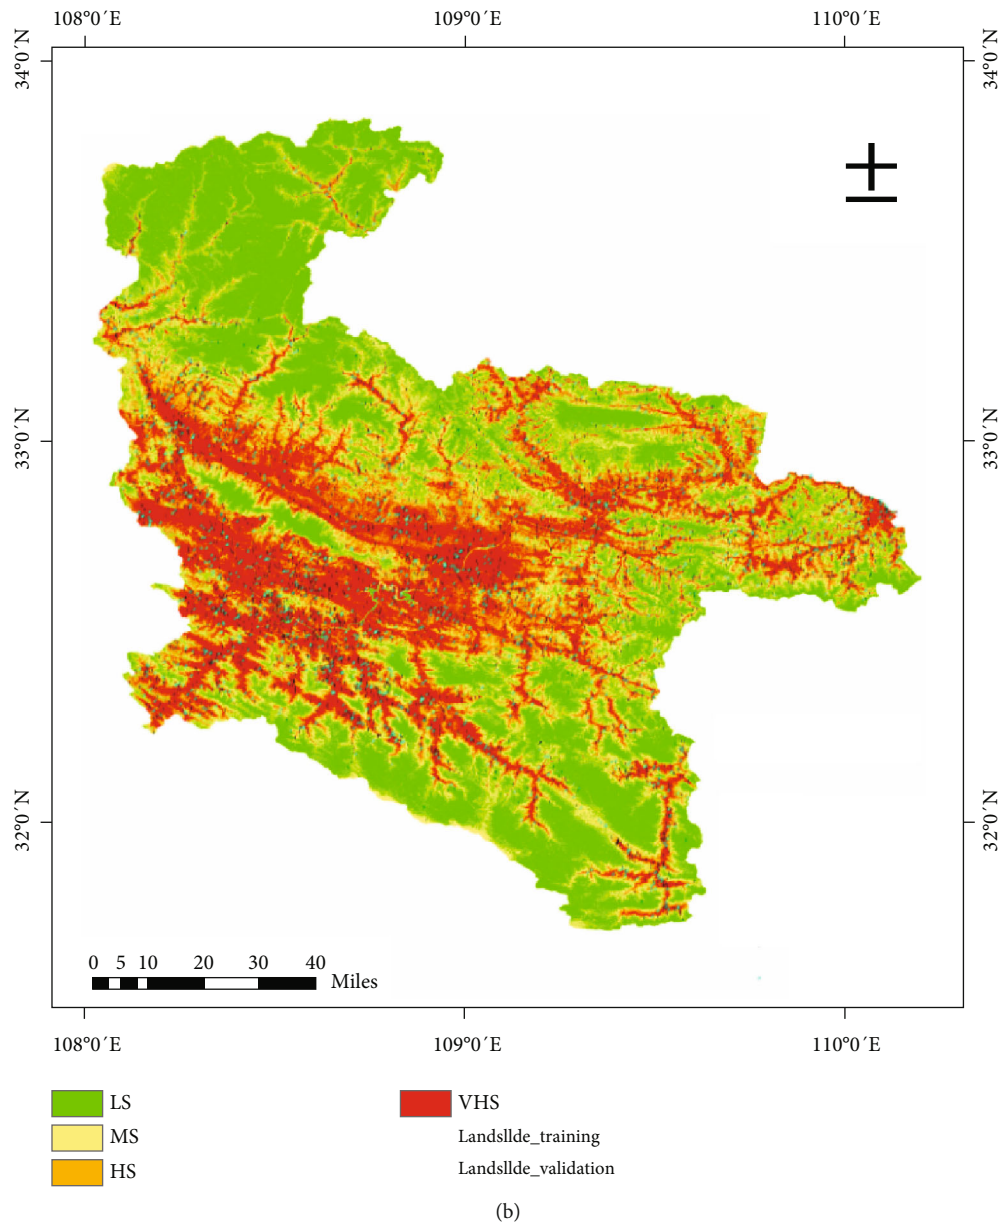 108°0´E 109°0´E 110°0´E
34°0´N 34°0´N
33°0´N 33°0´N
32°0´N 32°0´N
0 5 10 20 30 40
Miles
108°0´E 109°0´E 110°0´E
LS
MS
HS
VHS
Landsllde_training
Landsllde_validation
(b)